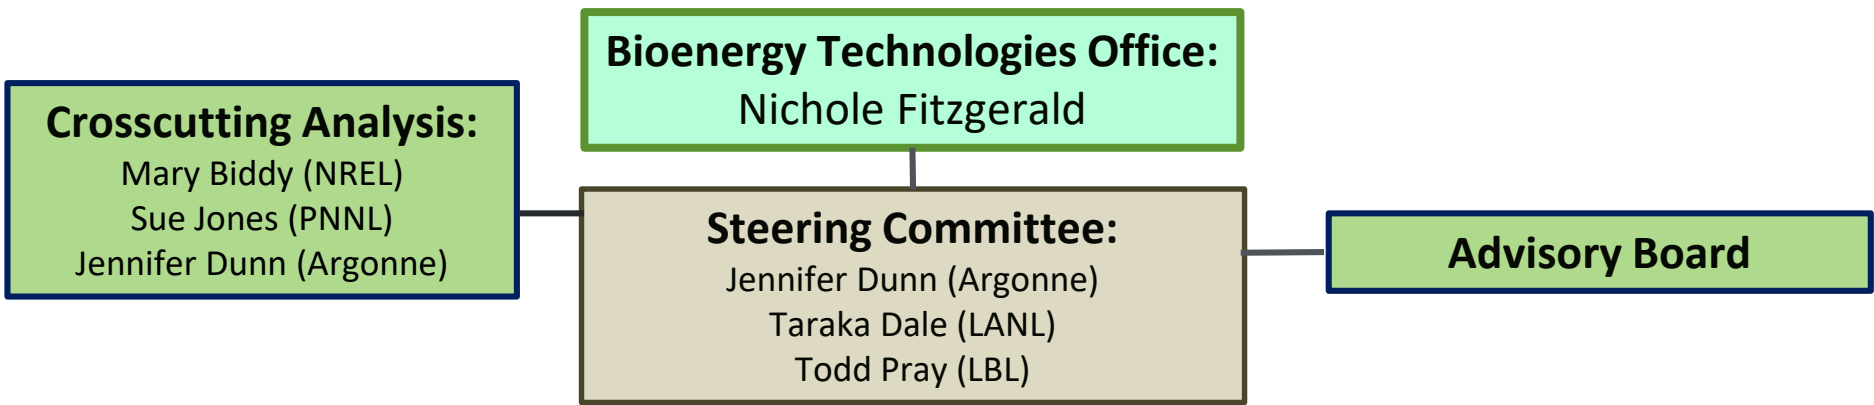 Bioenergy Technologies Office:
Nichole Fitzgerald
Crosscutting Analysis:
Mary Biddy (NREL)
Sue Jones (PNNL)
Jennifer Dunn (Argonne)
Steering Committee:
Jennifer Dunn (Argonne)
Taraka Dale (LANL)
Todd Pray (LBL)
Advisory Board